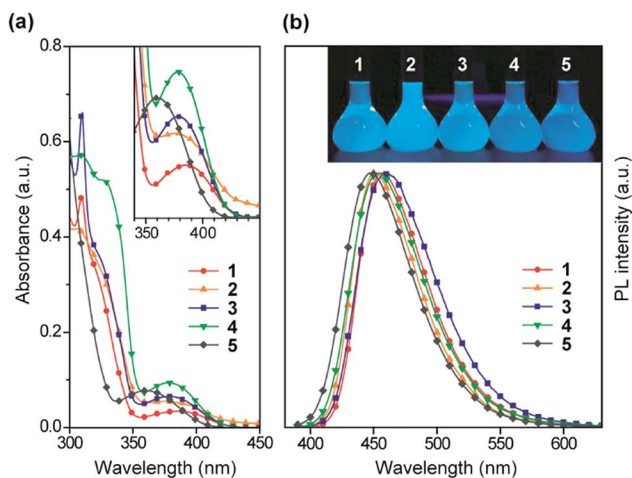 (a)
0.8
0.6
0.4
0.2
0.0
Absorbance (a.u.)
350 400
1
2
3
4
5
300 350 400 450
Wavelength (nm)
(b)
1 2 3 4 5
1
2
3
4
5
PL intensity (a.u.)
400 450 500 550 600
Wavelength (nm)